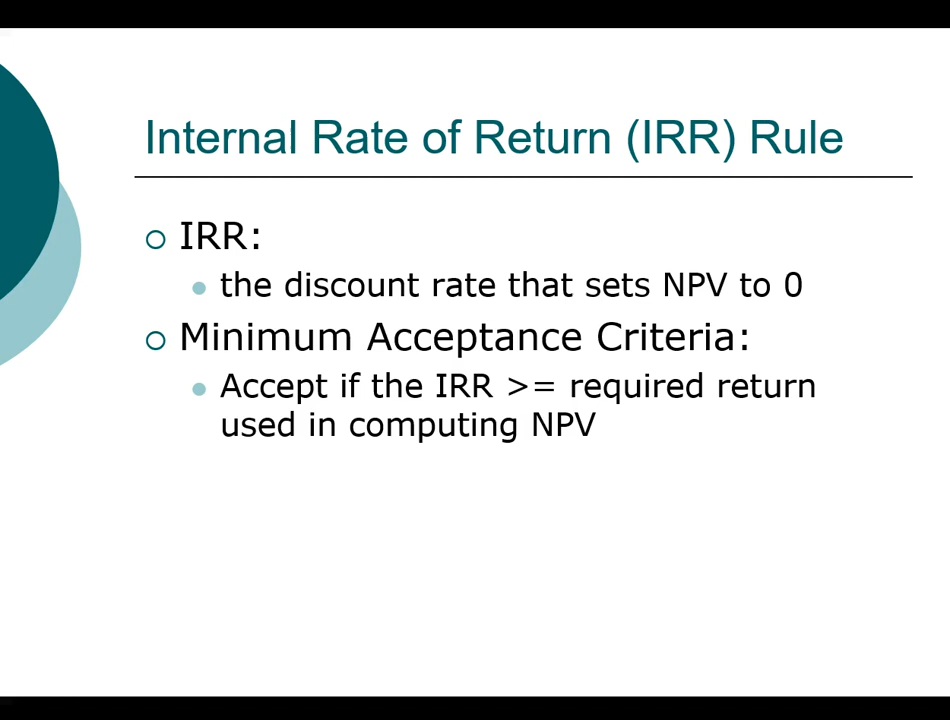 Internal Rate of Return (IRR) Rule
IRR:
the discount rate that sets NPV to 0
Minimum Acceptance Criteria:
Accept if the IRR >= required return
used in computing NPV